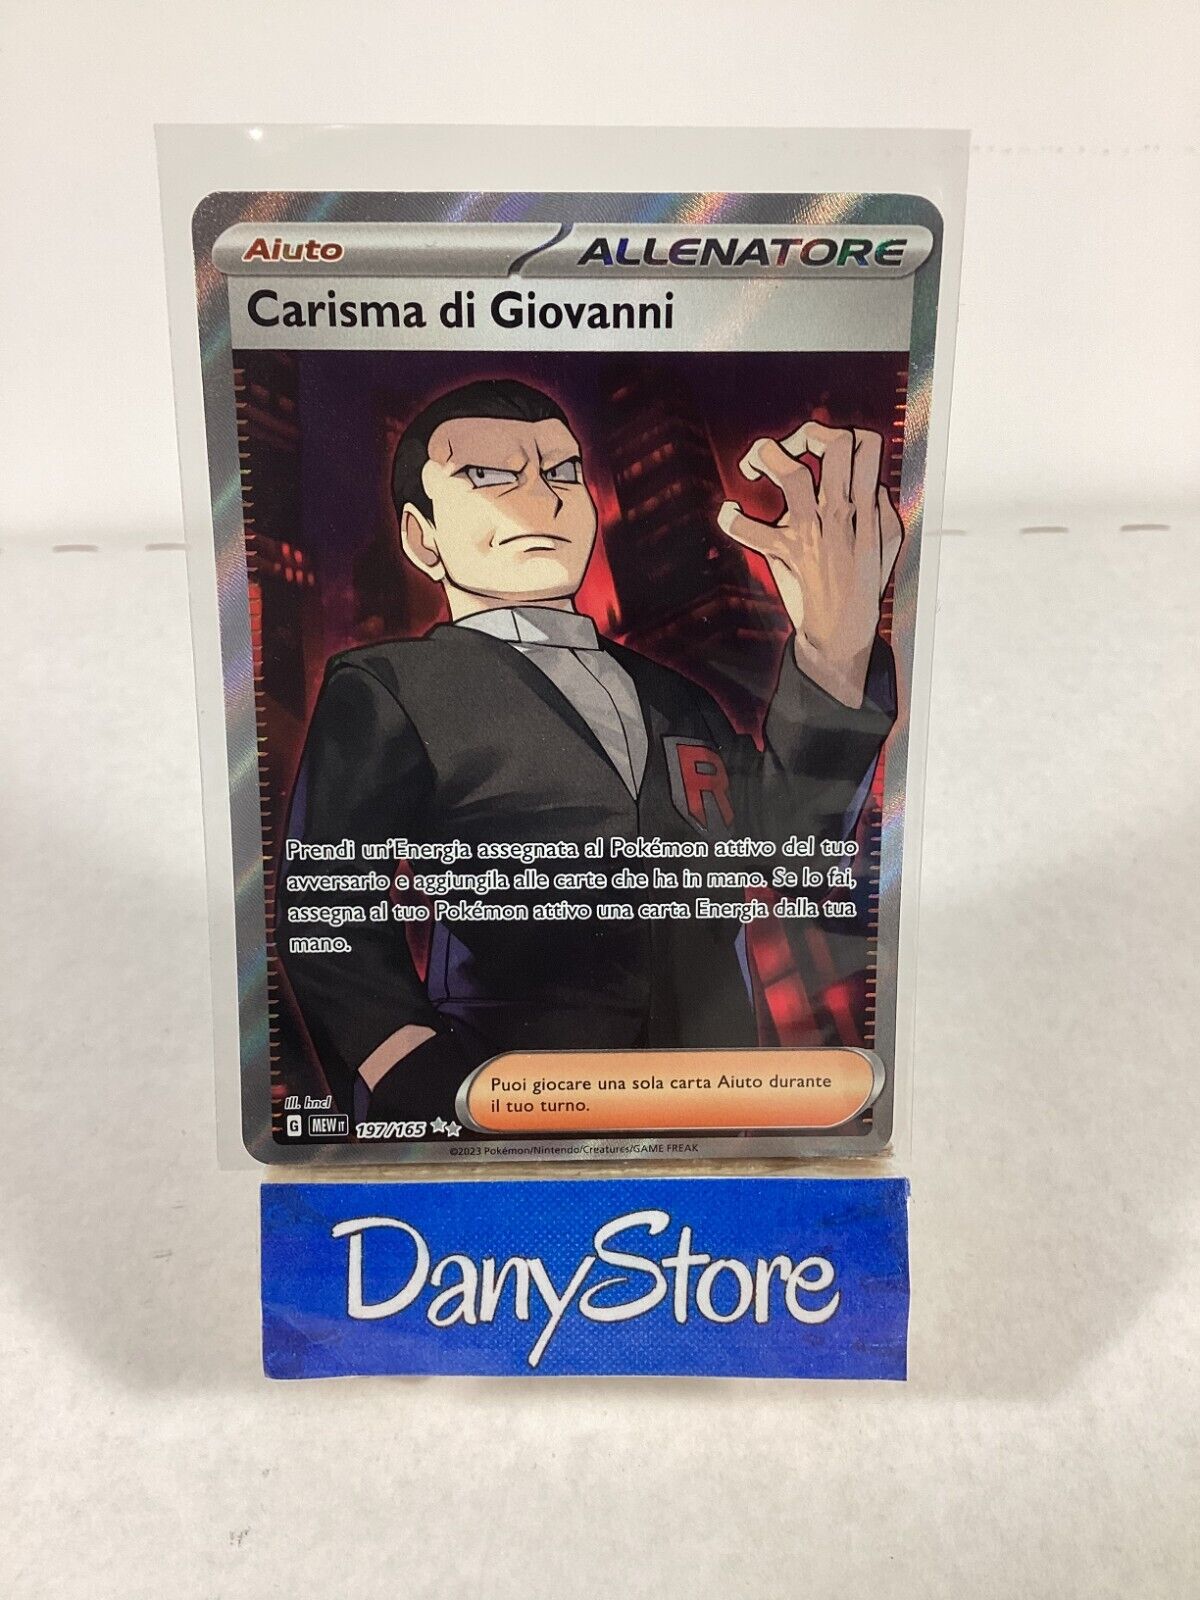 Aiuto ALLENATORE
Carisma di Giovanni
R
Prendi un'Energia assegnata al Pokémon attivo del tuo
avversario e aggiungila alle carte che ha in mano. Se lo fai,
assegna al tuo Pokémon attivo una carta Energia dalla tua
mano.
Puoi giocare una sola carta Aiuto durante
il tuo turno.
Ill. hncl
G MEW IT 197/165
©2023 Pokémon/Nintendo/Creatures/GAME FREAK
DanyStore